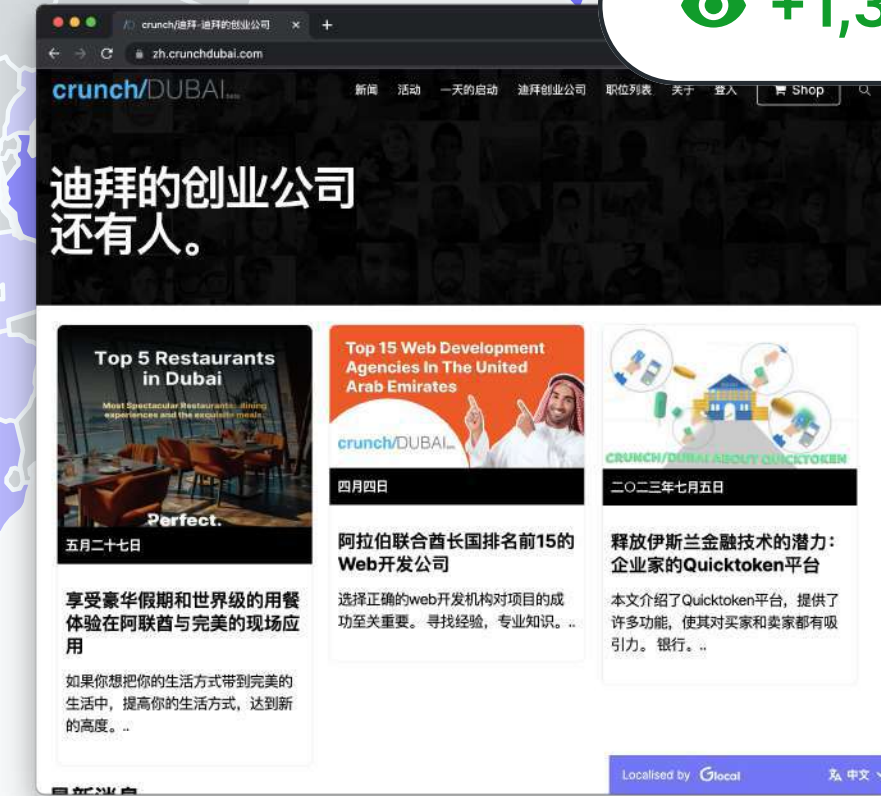 +1,3
crunch/迪拜-迪拜的创业公司
zh.crunchdubai.com
crunch/DUBAI beta
新闻 活动 一天的启动 迪拜创业公司 职位列表 关于 登入 Shop
迪拜的创业公司
还有人。
Top 5 Restaurants
in Dubai
Most Spectacular Restaurants: dining
experiences and the exquisite meals.
Perfect.
五月二十七日
享受豪华假期和世界级的用餐
体验在阿联酋与完美的现场应
用
如果你想把你的生活方式带到完美的
生活中，提高你的生活方式，达到新
的高度。..
Top 15 Web Development
Agencies In The United
Arab Emirates
crunch/DUBAI
四月四日
阿拉伯联合酋长国排名前15的
Web开发公司
选择正确的web开发机构对项目的成
功至关重要。 寻找经验，专业知识。..
CRUNCH/DUBAI ABOUT QUICKTOKEN
二〇二三年七月五日
释放伊斯兰金融技术的潜力：
企业家的Quicktoken平台
本文介绍了Quicktoken平台，提供了
许多功能，使其对买家和卖家都有吸
引力。 银行。..
最新消息
Localised by Glocal
中文